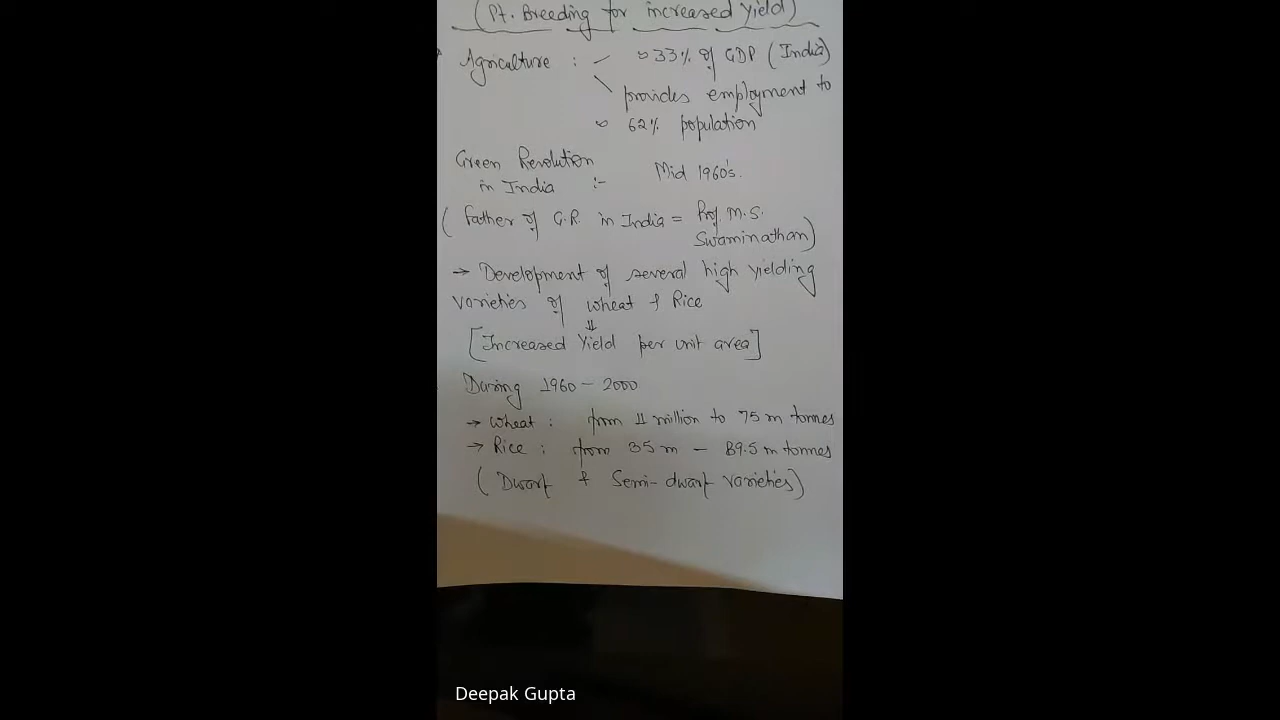 (Pt. Breeding for increased Yield)
Agriculture : - 33% of GDP (India)
provides employment to
62% population
Green Revolution
in India :- Mid 1960's.
(Father of G.R. in India = Prof. M. S.
Swaminathan)
→ Development of several high yielding
varieties of wheat & Rice
⇓
[Increased Yield per unit area]
During 1960 - 2000
→ Wheat : from 11 million to 75 m tonnes
→ Rice : from 35 m - 89.5 m tonnes
(Dwarf & Semi-dwarf varieties)
Deepak Gupta